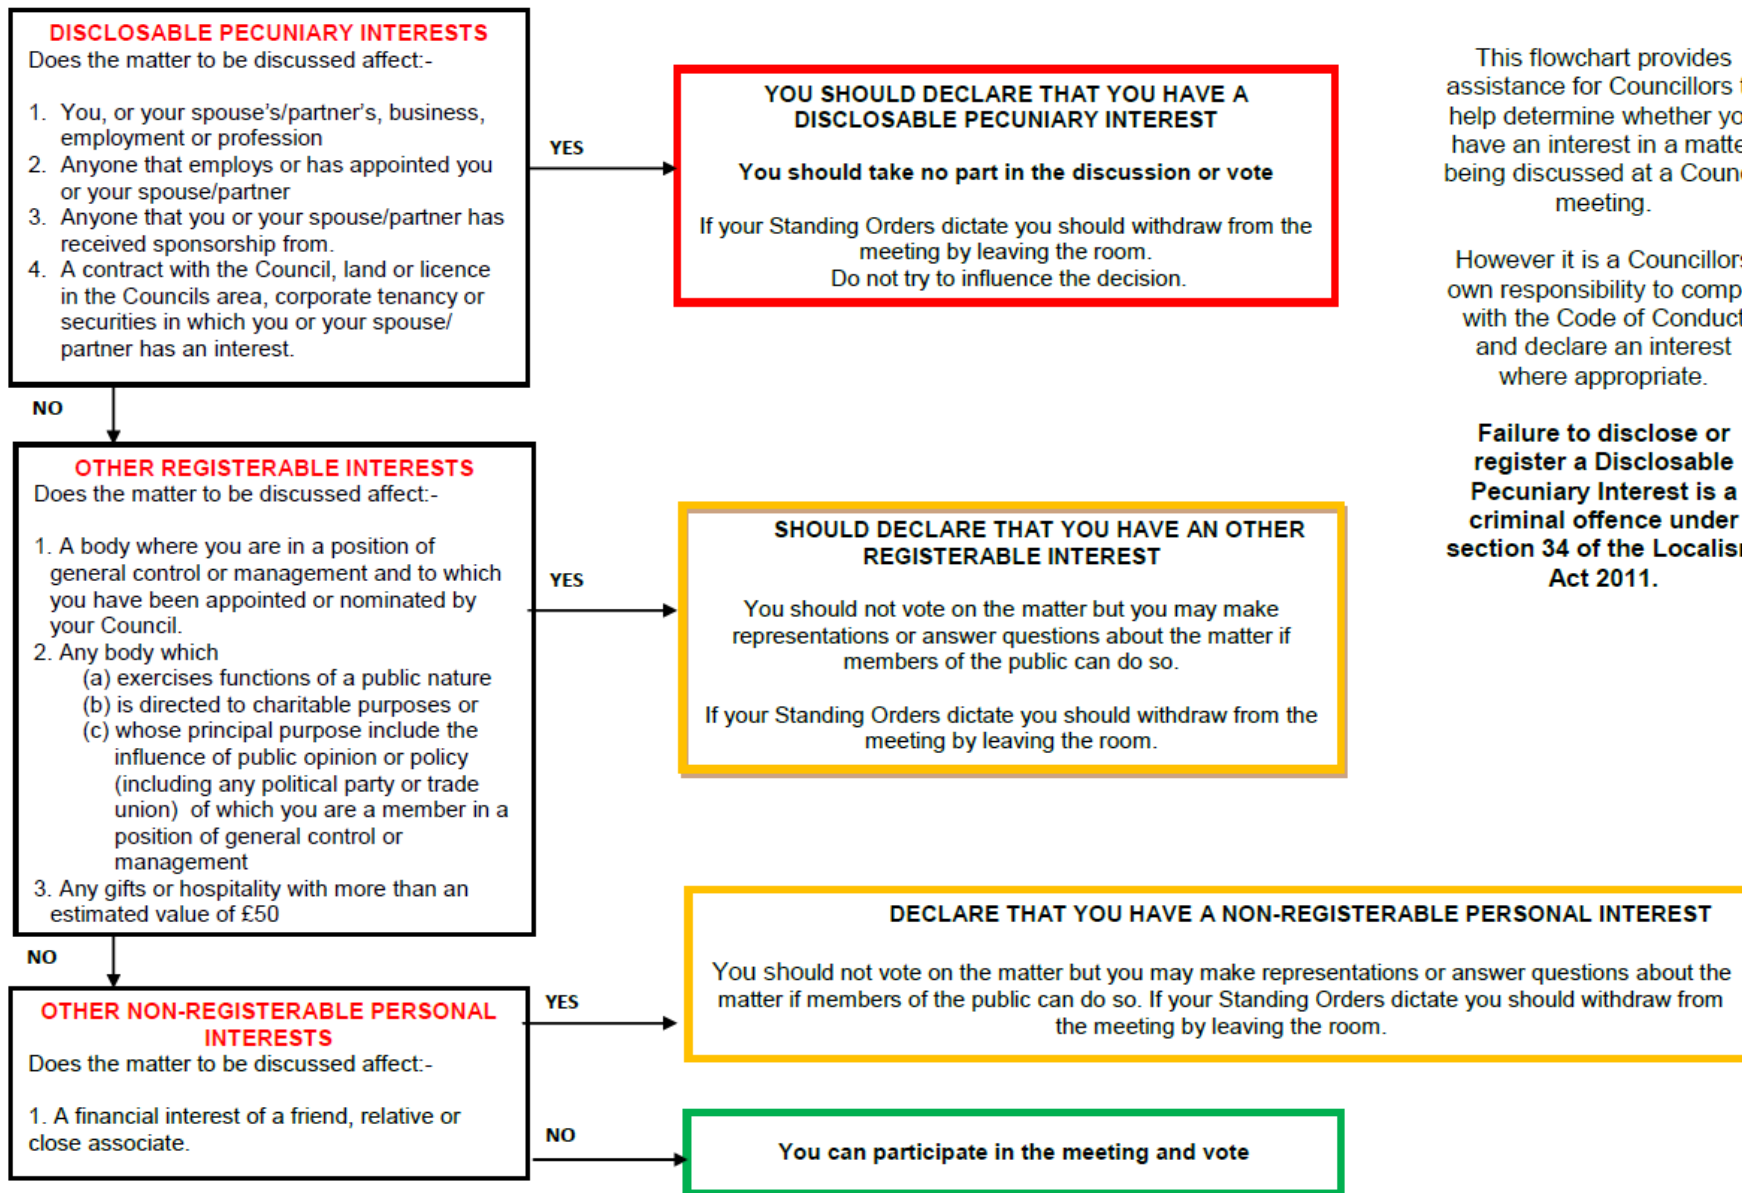 DISCLOSABLE PECUNIARY INTERESTS
Does the matter to be discussed affect:-
1. You, or your spouse's/partner's, business,
employment or profession
2. Anyone that employs or has appointed you
or your spouse/partner
3. Anyone that you or your spouse/partner has
received sponsorship from.
4. A contract with the Council, land or licence
in the Councils area, corporate tenancy or
securities in which you or your spouse/
partner has an interest.
YES
YOU SHOULD DECLARE THAT YOU HAVE A
DISCLOSABLE PECUNIARY INTEREST
You should take no part in the discussion or vote
If your Standing Orders dictate you should withdraw from the
meeting by leaving the room.
Do not try to influence the decision.
This flowchart provides
assistance for Councillors
help determine whether
have an interest in a
being discussed at a
meeting.
However it is a
own responsibility to
with the Code of Conduct
and declare an interest
where appropriate.
Failure to disclose or
register a Disclosable
Pecuniary Interest is a
criminal offence under
section 34 of the
Act 2011.
NO
OTHER REGISTERABLE INTERESTS
Does the matter to be discussed affect:-
1. A body where you are in a position of
general control or management and to which
you have been appointed or nominated by
your Council.
2. Any body which
(a) exercises functions of a public nature
(b) is directed to charitable purposes or
(c) whose principal purpose include the
influence of public opinion or policy
(including any political party or trade
union) of which you are a member in a
position of general control or
management
3. Any gifts or hospitality with more than an
estimated value of £50
YES
SHOULD DECLARE THAT YOU HAVE AN OTHER
REGISTERABLE INTEREST
You should not vote on the matter but you may make
representations or answer questions about the matter if
members of the public can do so.
If your Standing Orders dictate you should withdraw from the
meeting by leaving the room.
NO
OTHER NON-REGISTERABLE PERSONAL
INTERESTS
Does the matter to be discussed affect:-
1. A financial interest of a friend, relative or
close associate.
YES
DECLARE THAT YOU HAVE A NON-REGISTERABLE PERSONAL INTEREST
You should not vote on the matter but you may make representations or answer questions about the
matter if members of the public can do so. If your Standing Orders dictate you should withdraw from
the meeting by leaving the room.
NO
You can participate in the meeting and vote